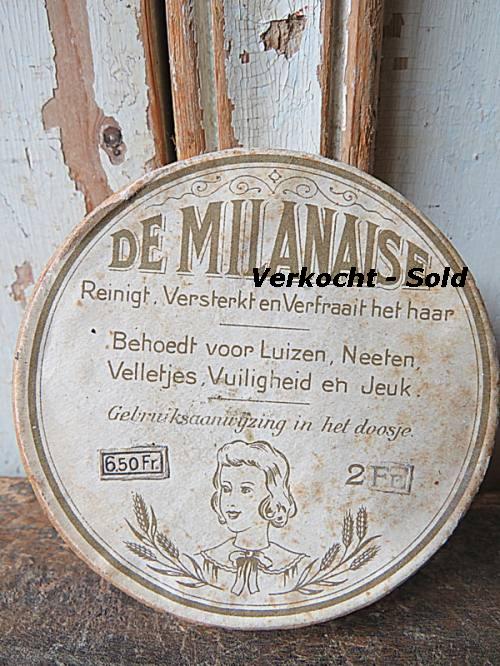 DE MILANAISE
Verkocht - Sold
Reinigt, Versterkt en Verfraait het haar
Behoedt voor Luizen, Neeten,
Velletjes, Vuiligheid en Jeuk.
Gebruiksaanwijzing in het doosje.
6.50 Fr. 2 Fr.